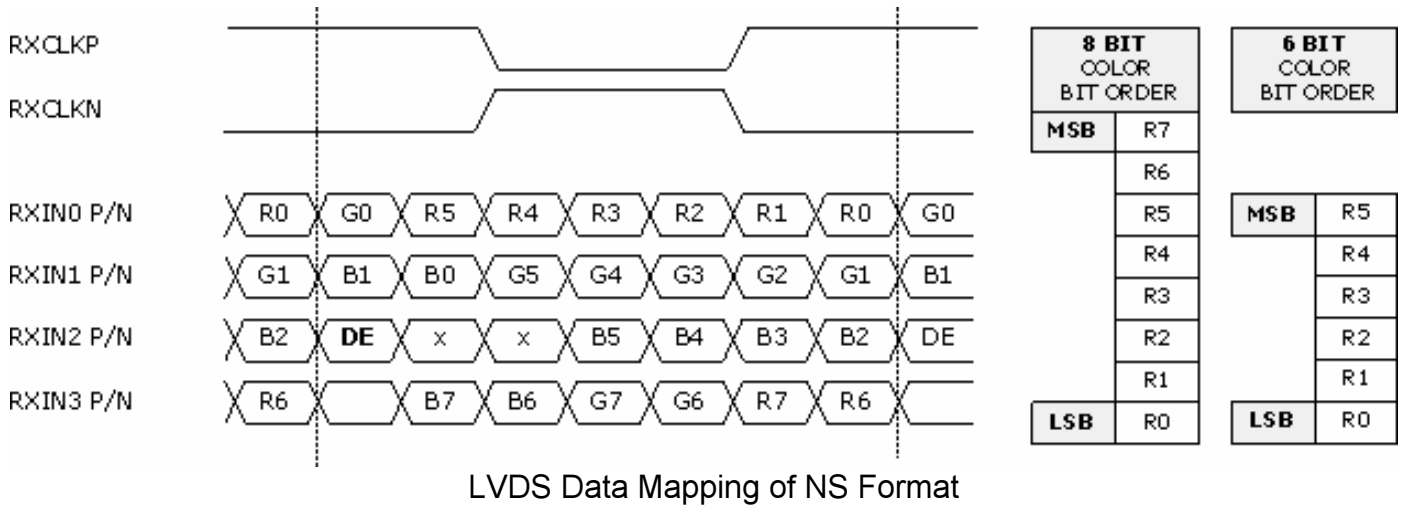 RXCLKP
RXCLKN
RXIN0 P/N R0 G0 R5 R4 R3 R2 R1 R0 G0
RXIN1 P/N G1 B1 B0 G5 G4 G3 G2 G1 B1
RXIN2 P/N B2 DE x x B5 B4 B3 B2 DE
RXIN3 P/N R6 B7 B6 G7 G6 R7 R6
8 BIT
COLOR
BIT ORDER
MSB R7
R6
R5
R4
R3
R2
R1
LSB R0
6 BIT
COLOR
BIT ORDER
MSB R5
R4
R3
R2
R1
LSB R0
LVDS Data Mapping of NS Format